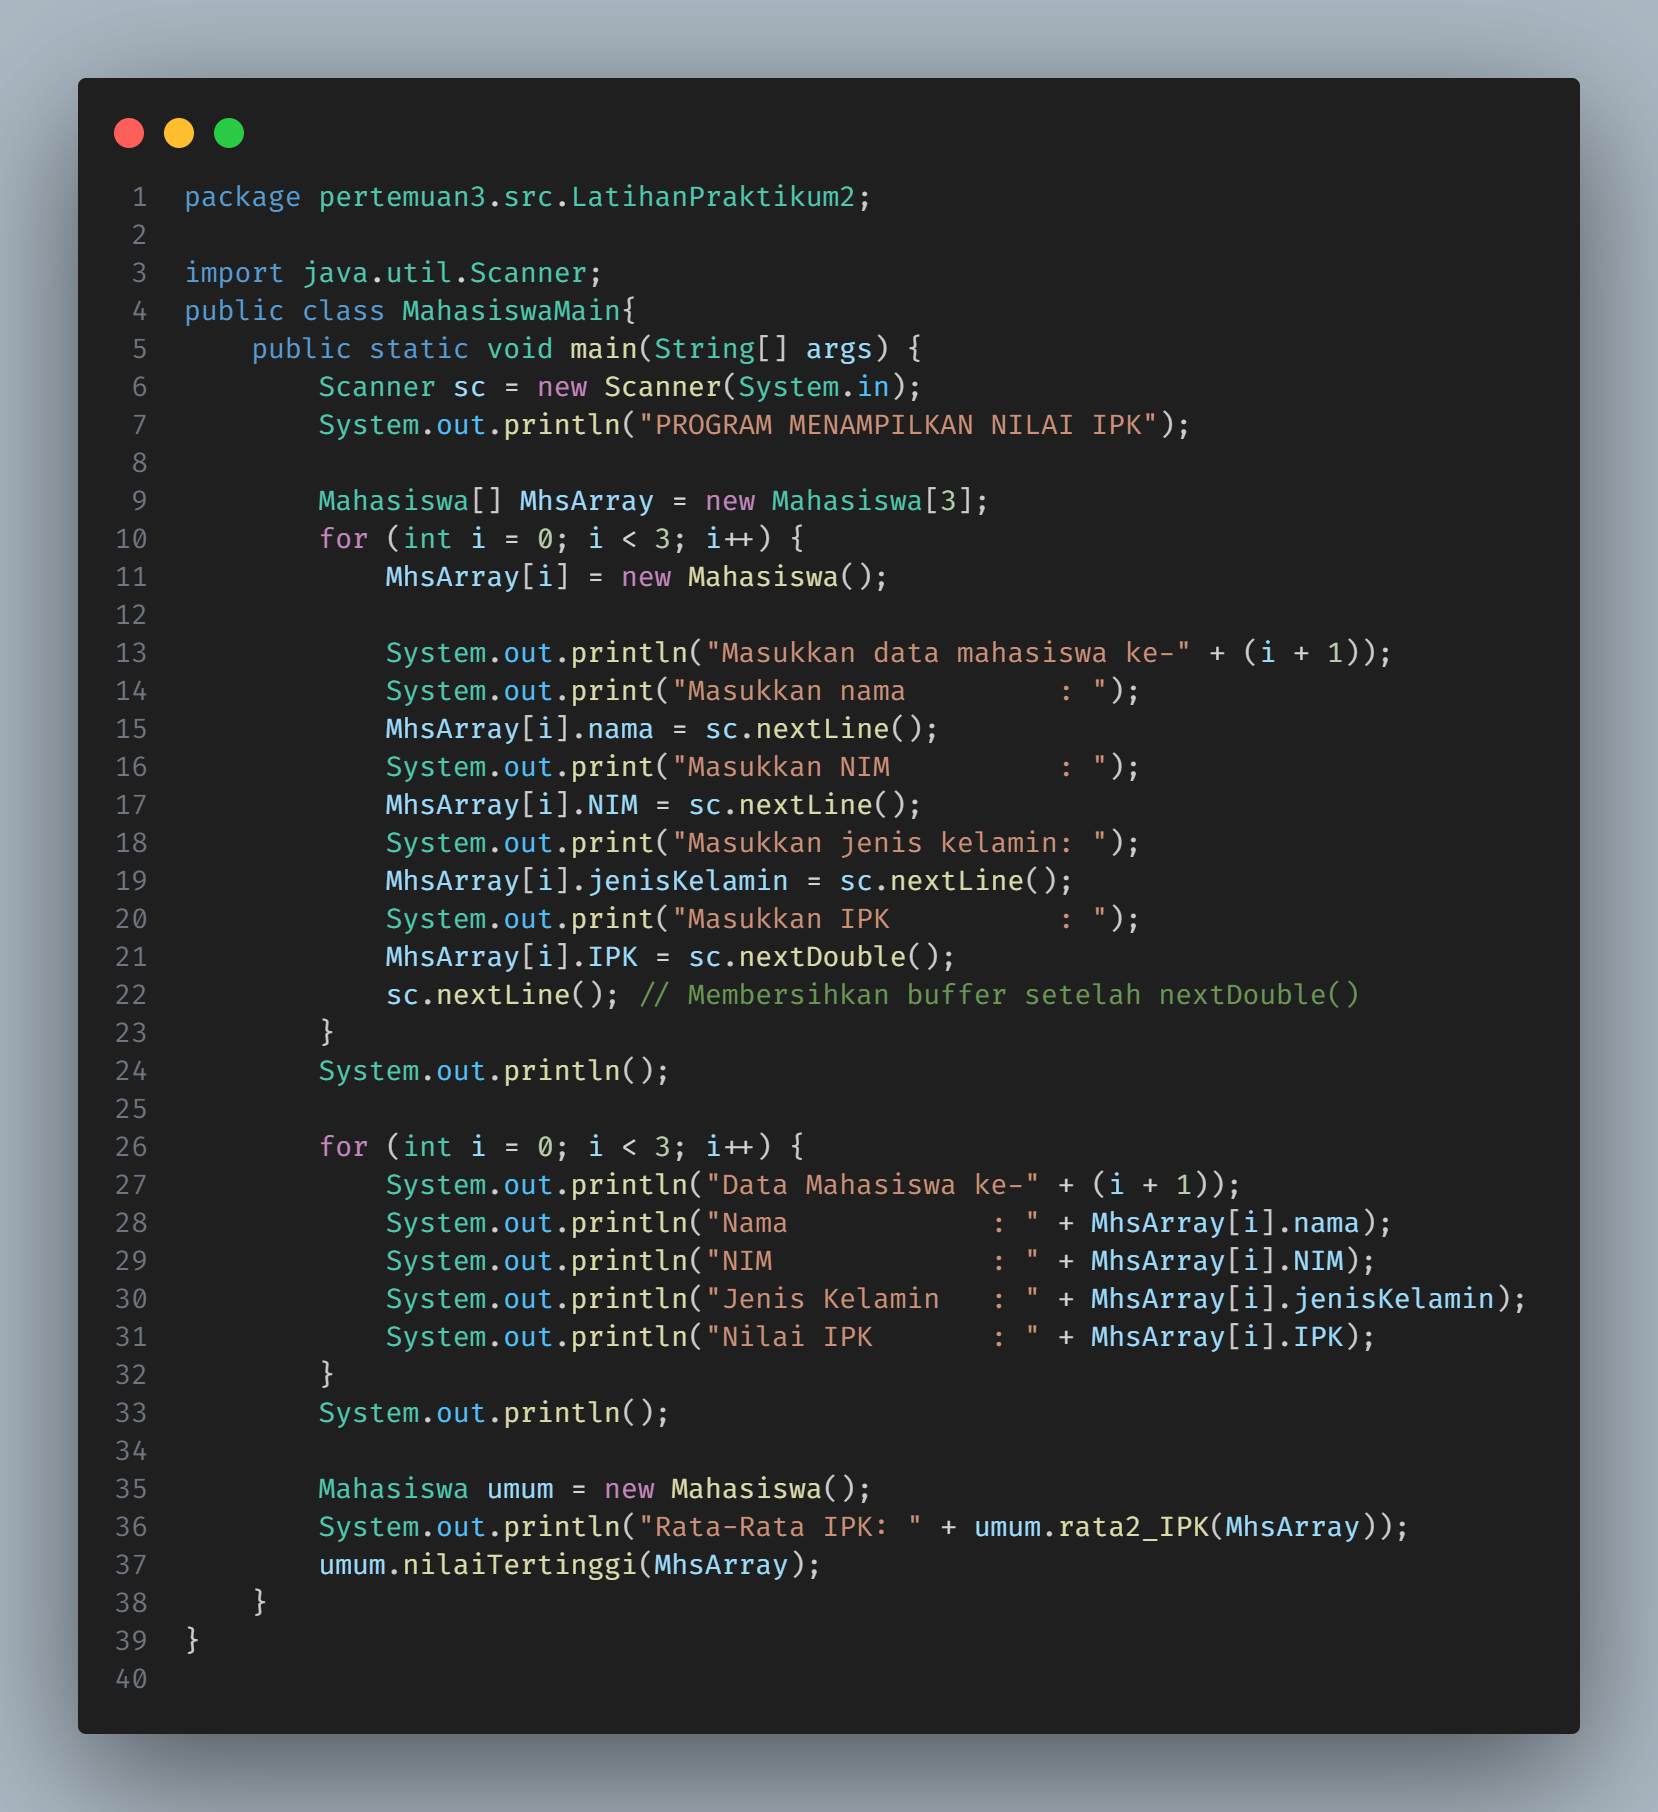 1 package pertemuan3.src.LatihanPraktikum2;
2
3 import java.util.Scanner;
4 public class MahasiswaMain{
5     public static void main(String[] args) {
6         Scanner sc = new Scanner(System.in);
7         System.out.println("PROGRAM MENAMPILKAN NILAI IPK");
8
9         Mahasiswa[] MhsArray = new Mahasiswa[3];
10         for (int i = 0; i < 3; i++) {
11             MhsArray[i] = new Mahasiswa();
12
13             System.out.println("Masukkan data mahasiswa ke-" + (i + 1));
14             System.out.print("Masukkan nama         : ");
15             MhsArray[i].nama = sc.nextLine();
16             System.out.print("Masukkan NIM          : ");
17             MhsArray[i].NIM = sc.nextLine();
18             System.out.print("Masukkan jenis kelamin: ");
19             MhsArray[i].jenisKelamin = sc.nextLine();
20             System.out.print("Masukkan IPK          : ");
21             MhsArray[i].IPK = sc.nextDouble();
22             sc.nextLine(); // Membersihkan buffer setelah nextDouble()
23         }
24         System.out.println();
25
26         for (int i = 0; i < 3; i++) {
27             System.out.println("Data Mahasiswa ke-" + (i + 1));
28             System.out.println("Nama            : " + MhsArray[i].nama);
29             System.out.println("NIM             : " + MhsArray[i].NIM);
30             System.out.println("Jenis Kelamin   : " + MhsArray[i].jenisKelamin);
31             System.out.println("Nilai IPK       : " + MhsArray[i].IPK);
32         }
33         System.out.println();
34
35         Mahasiswa umum = new Mahasiswa();
36         System.out.println("Rata-Rata IPK: " + umum.rata2_IPK(MhsArray));
37         umum.nilaiTertinggi(MhsArray);
38     }
39 }
40